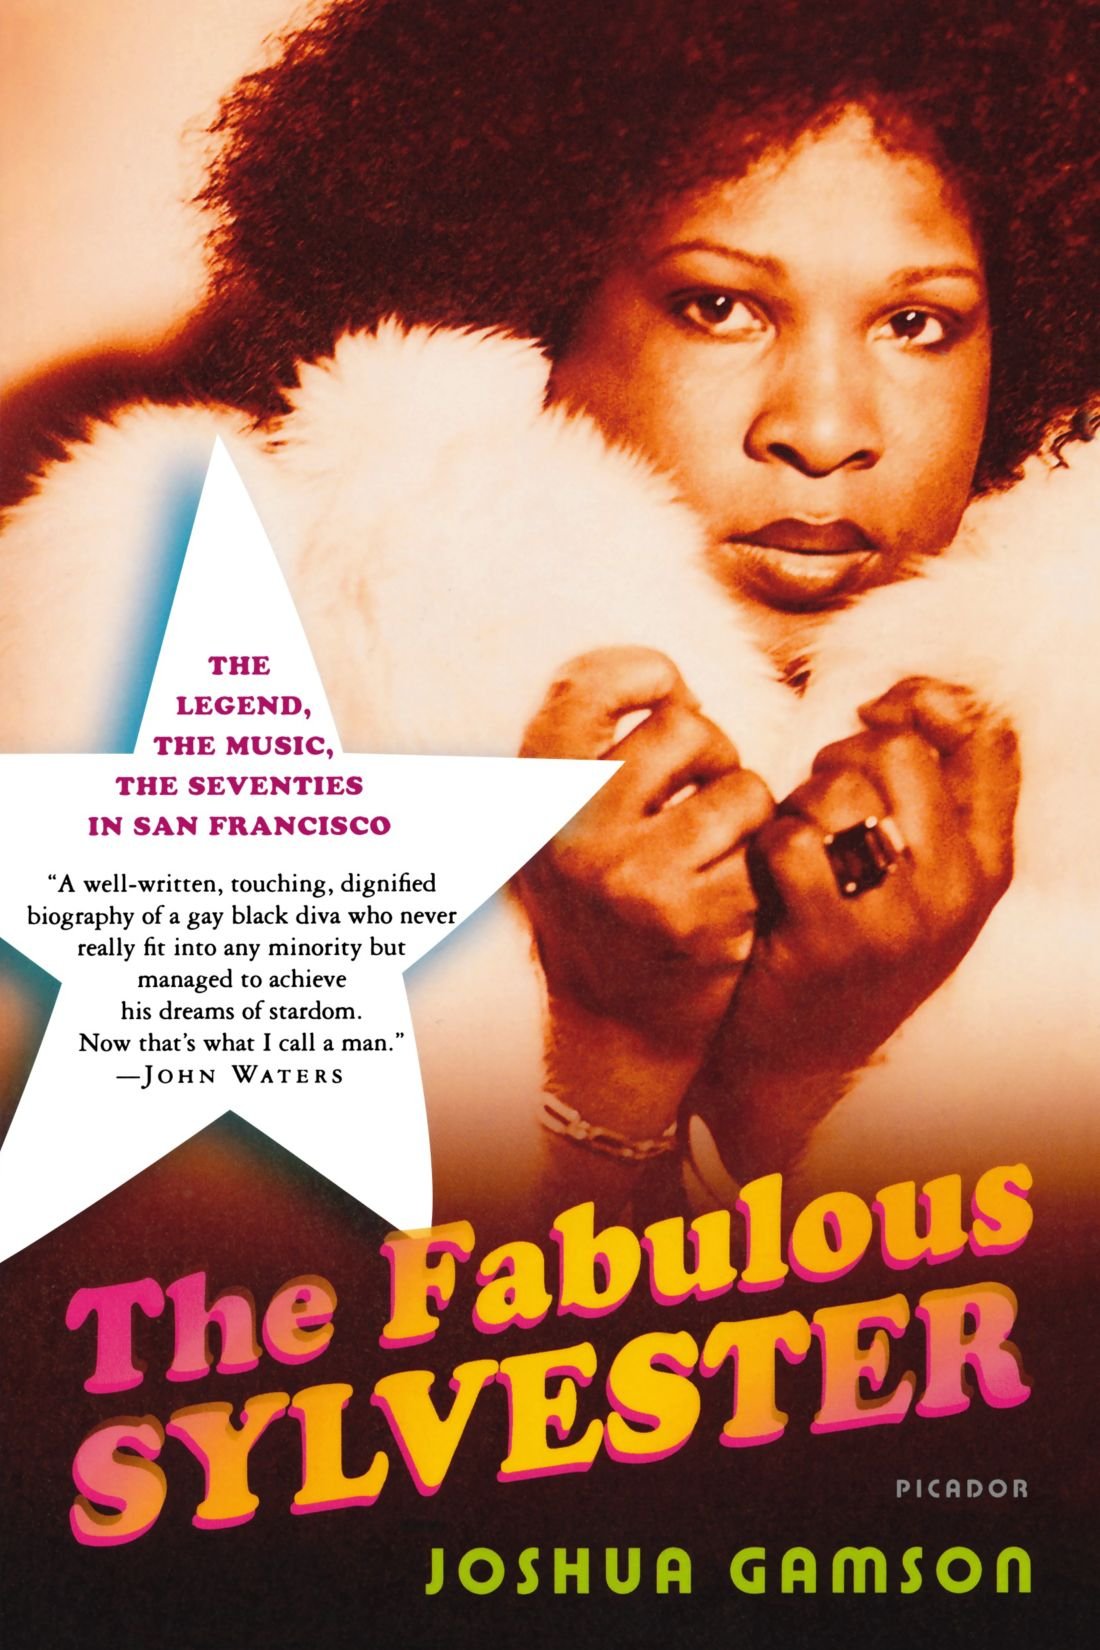 THE
LEGEND,
THE MUSIC,
THE SEVENTIES
IN SAN FRANCISCO
“A well-written, touching, dignified
biography of a gay black diva who never
really fit into any minority but
managed to achieve
his dreams of stardom.
Now that’s what I call a man.”
—JOHN WATERS
The Fabulous
SYLVESTER
PICADOR
JOSHUA GAMSON